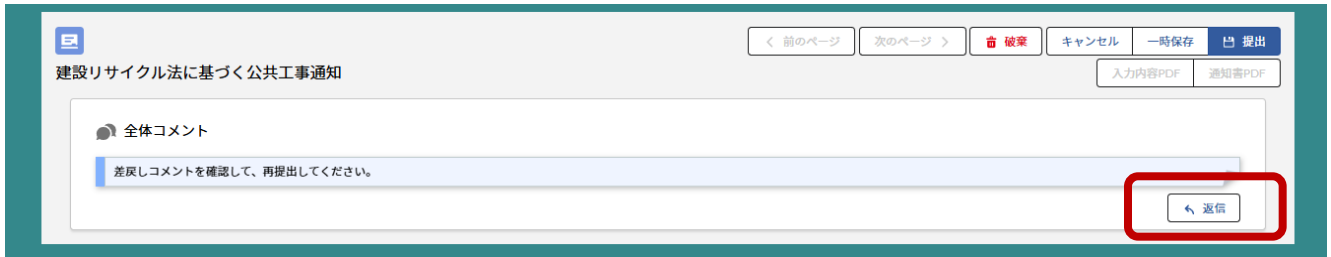 前のページ 次のページ 破棄 キャンセル 一時保存 提出
建設リサイクル法に基づく公共工事通知
入力内容PDF 通知書PDF
全体コメント
差戻しコメントを確認して、再提出してください。
返信